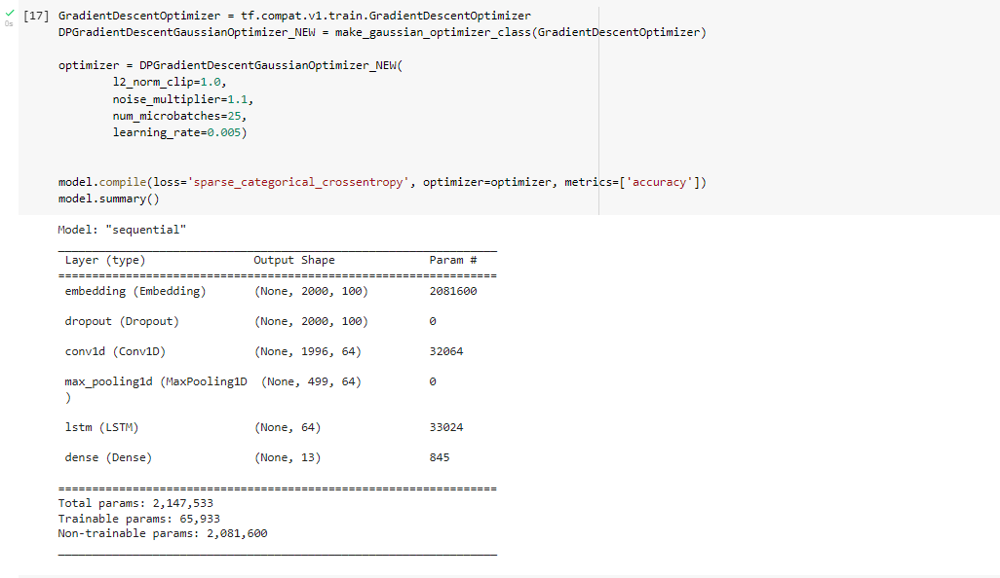 [17] GradientDescentOptimizer = tf.compat.v1.train.GradientDescentOptimizer
0s
DPGradientDescentGaussianOptimizer_NEW = make_gaussian_optimizer_class(GradientDescentOptimizer)
optimizer = DPGradientDescentGaussianOptimizer_NEW(
l2_norm_clip=1.0,
noise_multiplier=1.1,
num_microbatches=25,
learning_rate=0.005)
model.compile(loss='sparse_categorical_crossentropy', optimizer=optimizer, metrics=['accuracy'])
model.summary()
Model: "sequential"
Layer (type) Output Shape Param #
=================================================================
embedding (Embedding) (None, 2000, 100) 2081600
dropout (Dropout) (None, 2000, 100) 0
conv1d (Conv1D) (None, 1996, 64) 32064
max_pooling1d (MaxPooling1D (None, 499, 64) 0
)
lstm (LSTM) (None, 64) 33024
dense (Dense) (None, 13) 845
=================================================================
Total params: 2,147,533
Trainable params: 65,933
Non-trainable params: 2,081,600